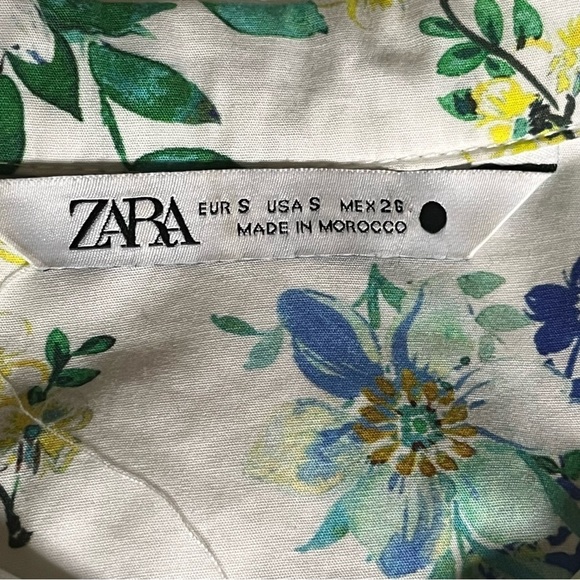 ZARA
EUR S USA S MEX 26
MADE IN MOROCCO